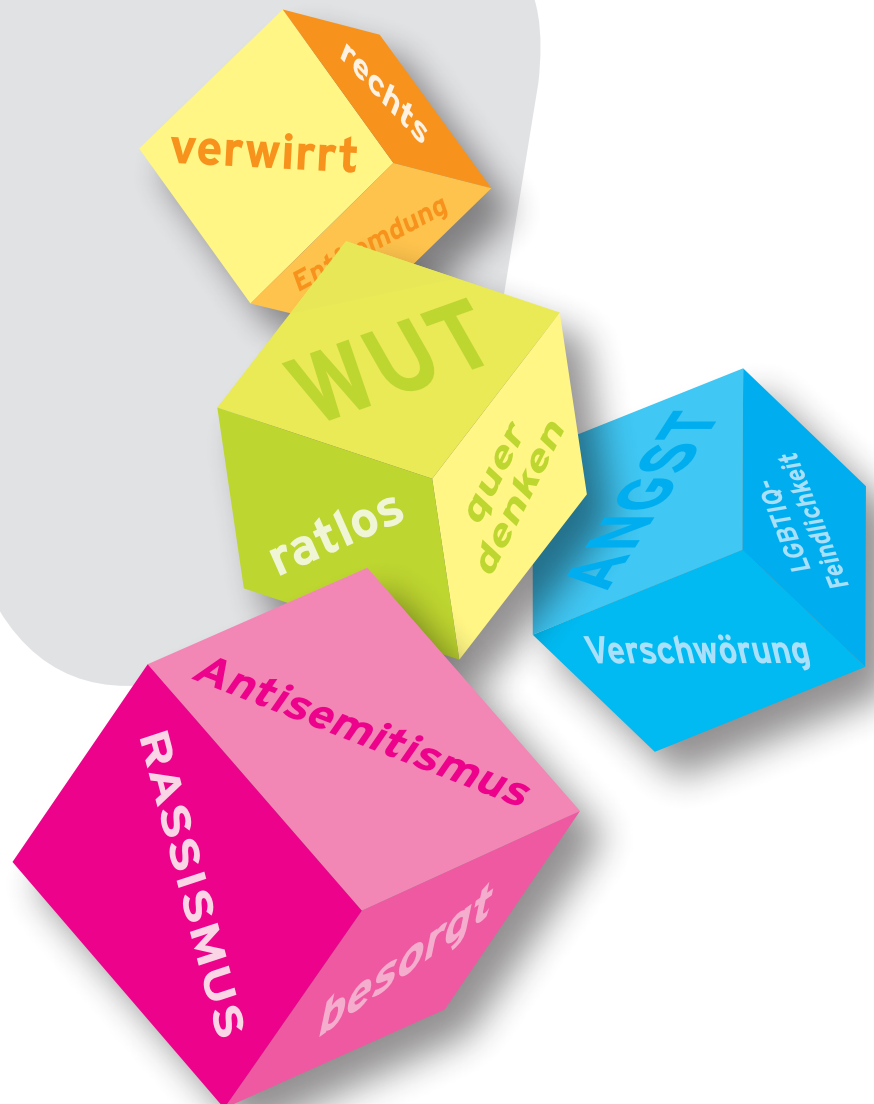 rechts
verwirrt
WUT
quer
denken
ratlos
ANGST
LGBTIQ-
Feindlichkeit
Verschwörung
Antisemitismus
RASSISMUS
besorgt